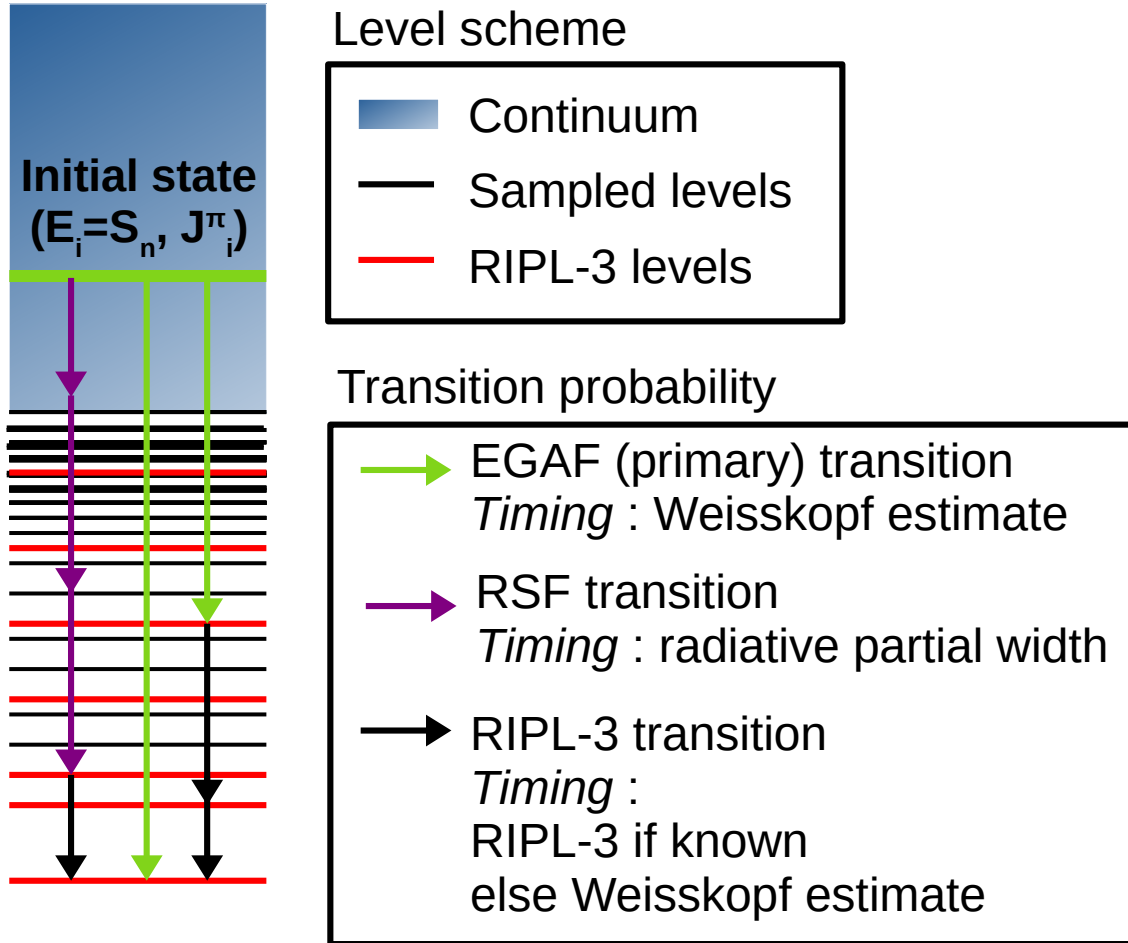 Level scheme
Continuum
Sampled levels
RIPL-3 levels
Initial state
(E_i=S_n, J^π_i)
Transition probability
EGAF (primary) transition
Timing : Weisskopf estimate
RSF transition
Timing : radiative partial width
RIPL-3 transition
Timing :
RIPL-3 if known
else Weisskopf estimate